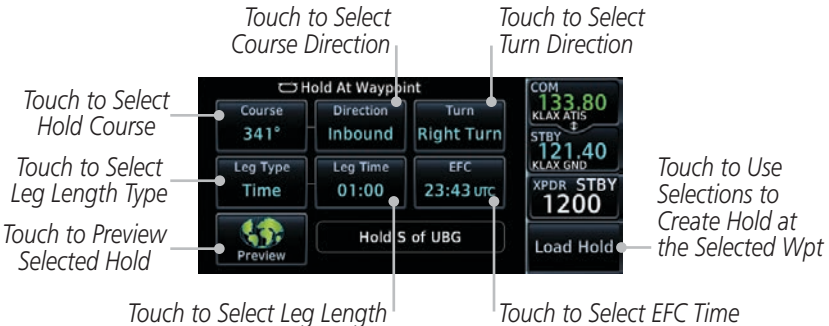 Touch to Select
Course Direction
Touch to Select
Turn Direction
Touch to Select
Hold Course
Touch to Select
Leg Length Type
Touch to Preview
Selected Hold
Hold At Waypoint
Course
341°
Direction
Inbound
Turn
Right Turn
Leg Type
Time
Leg Time
01:00
EFC
23:43 UTC
Preview
Hold S of UBG
COM
133.80
KLAX ATIS
STBY
121.40
KLAX GND
XPDR STBY
1200
Load Hold
Touch to Use
Selections to
Create Hold at
the Selected Wpt
Touch to Select Leg Length
Touch to Select EFC Time